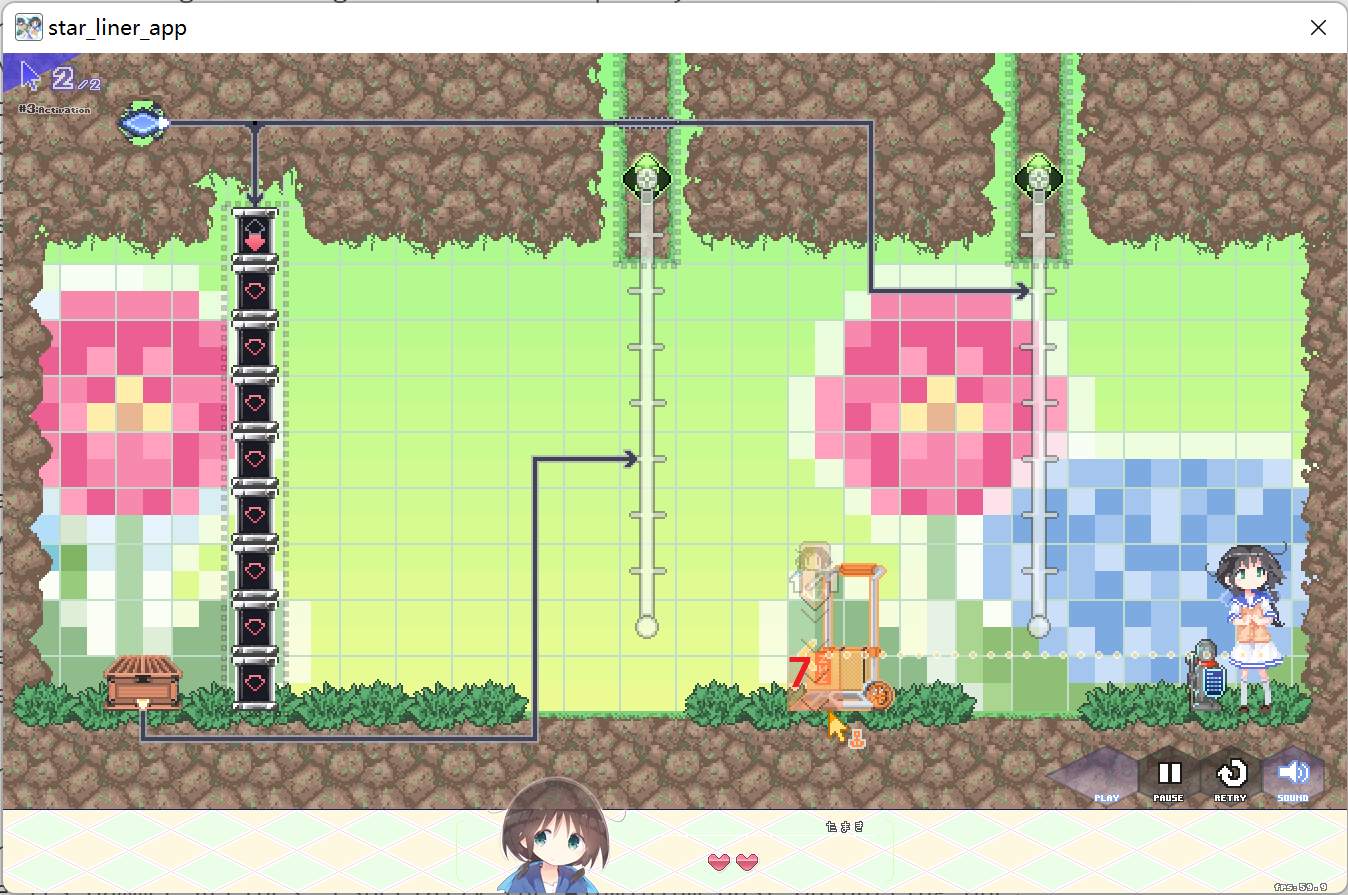 star_liner_app
2/2
#3:Activation
7
PLAY
PAUSE
RETRY
SOUND
たまき
fps:59.9